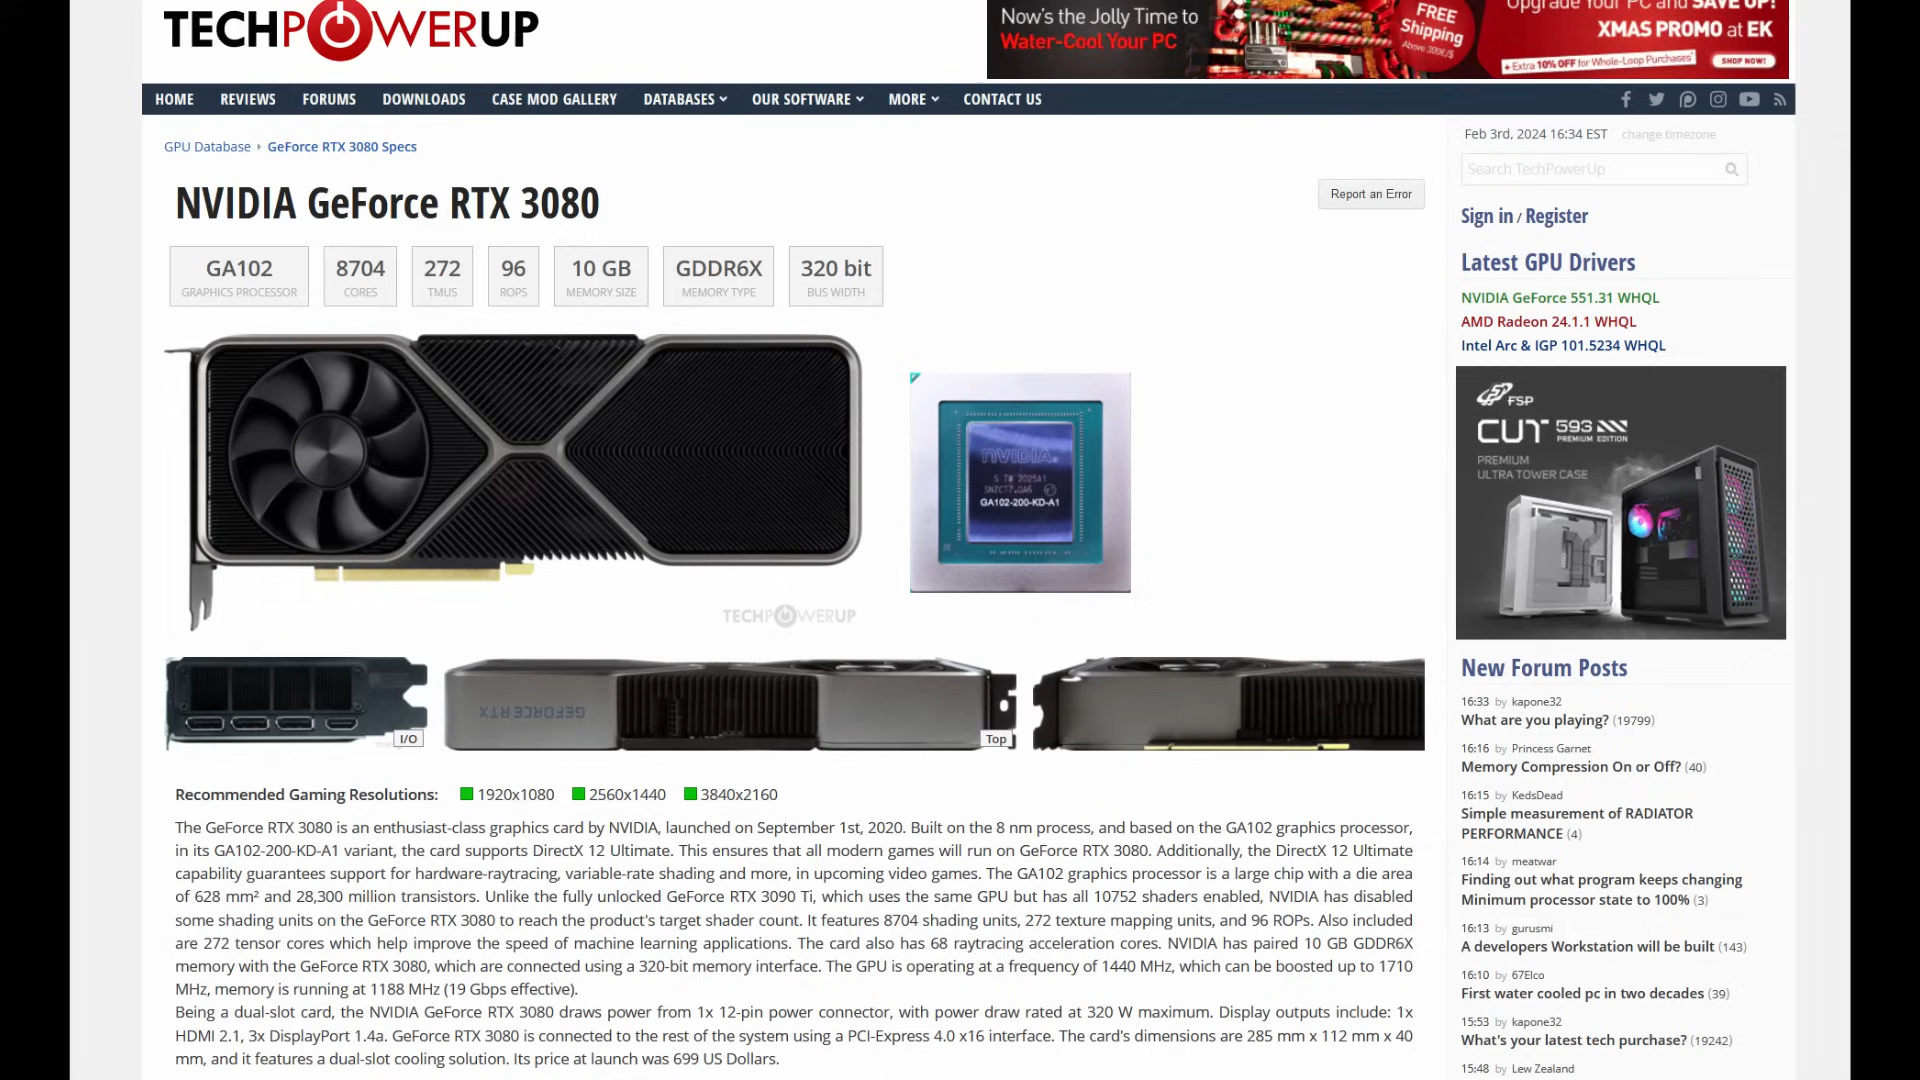 TECHPOWERUP
Now's the Jolly Time to
Water-Cool Your PC
FREE
Shipping
Above 300€/$
Upgrade Your PC and SAVE UP!
XMAS PROMO at EK
+ Extra 10% OFF for Whole-Loop Purchases
SHOP NOW!
HOME REVIEWS FORUMS DOWNLOADS CASE MOD GALLERY DATABASES OUR SOFTWARE MORE CONTACT US
GPU Database GeForce RTX 3080 Specs
NVIDIA GeForce RTX 3080
Report an Error
GA102 8704 272 96 10 GB GDDR6X 320 bit
GRAPHICS PROCESSOR CORES TMUS ROPS MEMORY SIZE MEMORY TYPE BUS WIDTH
NVIDIA
S TW 2025A1
GA102-200-KD-A1
TECHPOWERUP
I/O
GEFORCE RTX
Top
Recommended Gaming Resolutions: 1920x1080 2560x1440 3840x2160
The GeForce RTX 3080 is an enthusiast-class graphics card by NVIDIA, launched on September 1st, 2020. Built on the 8 nm process, and based on the GA102 graphics processor,
in its GA102-200-KD-A1 variant, the card supports DirectX 12 Ultimate. This ensures that all modern games will run on GeForce RTX 3080. Additionally, the DirectX 12 Ultimate
capability guarantees support for hardware-raytracing, variable-rate shading and more, in upcoming video games. The GA102 graphics processor is a large chip with a die area
of 628 mm² and 28,300 million transistors. Unlike the fully unlocked GeForce RTX 3090 Ti, which uses the same GPU but has all 10752 shaders enabled, NVIDIA has disabled
some shading units on the GeForce RTX 3080 to reach the product's target shader count. It features 8704 shading units, 272 texture mapping units, and 96 ROPs. Also included
are 272 tensor cores which help improve the speed of machine learning applications. The card also has 68 raytracing acceleration cores. NVIDIA has paired 10 GB GDDR6X
memory with the GeForce RTX 3080, which are connected using a 320-bit memory interface. The GPU is operating at a frequency of 1440 MHz, which can be boosted up to 1710
MHz, memory is running at 1188 MHz (19 Gbps effective).
Being a dual-slot card, the NVIDIA GeForce RTX 3080 draws power from 1x 12-pin power connector, with power draw rated at 320 W maximum. Display outputs include: 1x
HDMI 2.1, 3x DisplayPort 1.4a. GeForce RTX 3080 is connected to the rest of the system using a PCI-Express 4.0 x16 interface. The card's dimensions are 285 mm x 112 mm x 40
mm, and it features a dual-slot cooling solution. Its price at launch was 699 US Dollars.
Feb 3rd, 2024 16:34 EST change timezone
Search TechPowerUp
Sign in / Register
Latest GPU Drivers
NVIDIA GeForce 551.31 WHQL
AMD Radeon 24.1.1 WHQL
Intel Arc & IGP 101.5234 WHQL
FSP
CUT 593
PREMIUM EDITION
PREMIUM
ULTRA TOWER CASE
New Forum Posts
16:33 by kapone32
What are you playing? (19799)
16:16 by Princess Garnet
Memory Compression On or Off? (40)
16:15 by KedsDead
Simple measurement of RADIATOR
PERFORMANCE (4)
16:14 by meatwar
Finding out what program keeps changing
Minimum processor state to 100% (3)
16:13 by gurusmi
A developers Workstation will be built (143)
16:10 by 67Elco
First water cooled pc in two decades (39)
15:53 by kapone32
What's your latest tech purchase? (19242)
15:48 by Lew Zealand